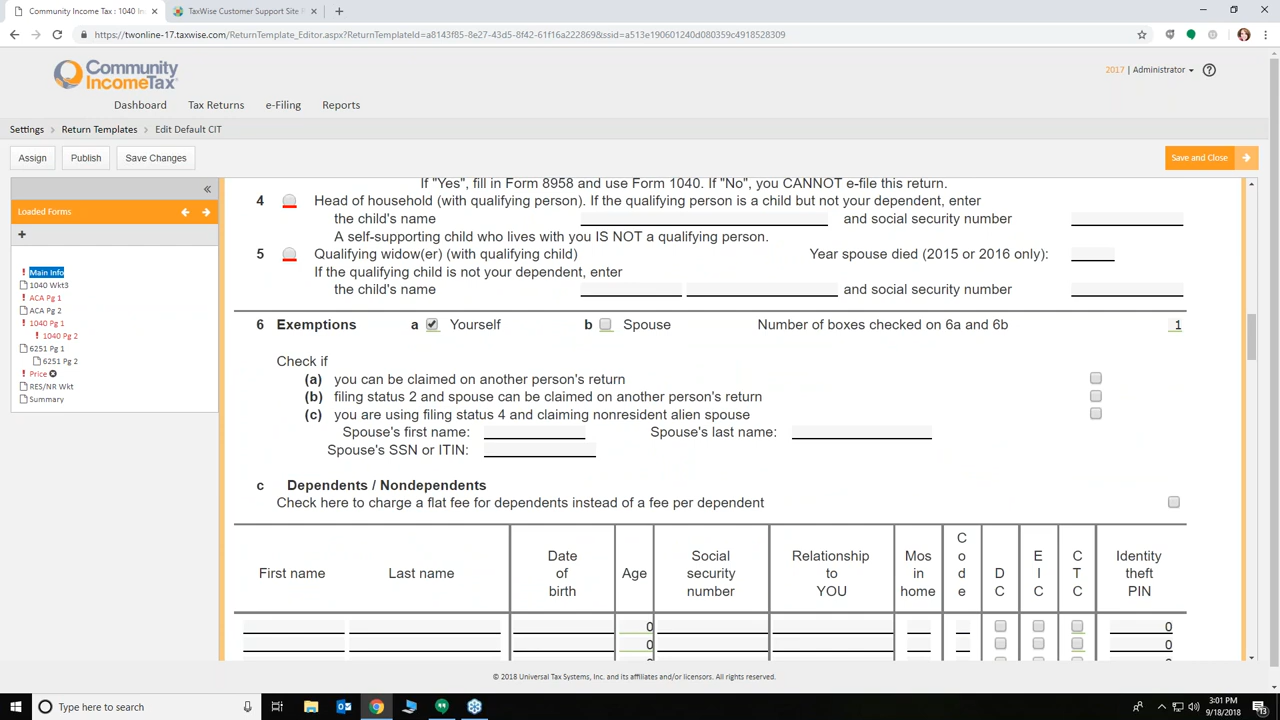 Community Income Tax : 1040 In
TaxWise Customer Support Site
https://twonline-17.taxwise.com/ReturnTemplate_Editor.aspx?ReturnTemplateId=a8143f85-8e27-43d5-8f42-61f16a222869&ssid=a513e190601240d080359c4918528309
Community
IncomeTax
2017 | Administrator
Dashboard
Tax Returns
e-Filing
Reports
Settings > Return Templates > Edit Default CIT
Assign
Publish
Save Changes
Save and Close
Loaded Forms
Main Info
1040 Wkt3
ACA Pg 1
ACA Pg 2
1040 Pg 1
1040 Pg 2
6251 Pg 1
6251 Pg 2
Price
RES/NR Wkt
Summary
If "Yes", fill in Form 8958 and use Form 1040. If "No", you CANNOT e-file this return.
4 Head of household (with qualifying person). If the qualifying person is a child but not your dependent, enter
the child's name and social security number
A self-supporting child who lives with you IS NOT a qualifying person.
5 Qualifying widow(er) (with qualifying child) Year spouse died (2015 or 2016 only):
If the qualifying child is not your dependent, enter
the child's name and social security number
6 Exemptions a Yourself b Spouse Number of boxes checked on 6a and 6b 1
Check if
(a) you can be claimed on another person's return
(b) filing status 2 and spouse can be claimed on another person's return
(c) you are using filing status 4 and claiming nonresident alien spouse
Spouse's first name: Spouse's last name:
Spouse's SSN or ITIN:
c Dependents / Nondependents
Check here to charge a flat fee for dependents instead of a fee per dependent
First name
Last name
Date
of
birth
Age
Social
security
number
Relationship
to
YOU
Mos
in
home
C
o
d
e
D
C
E
I
C
C
T
C
Identity
theft
PIN
0 0
0 0
© 2018 Universal Tax Systems, Inc. and its affiliates and/or licensors. All rights reserved.
Type here to search
3:01 PM
9/18/2018